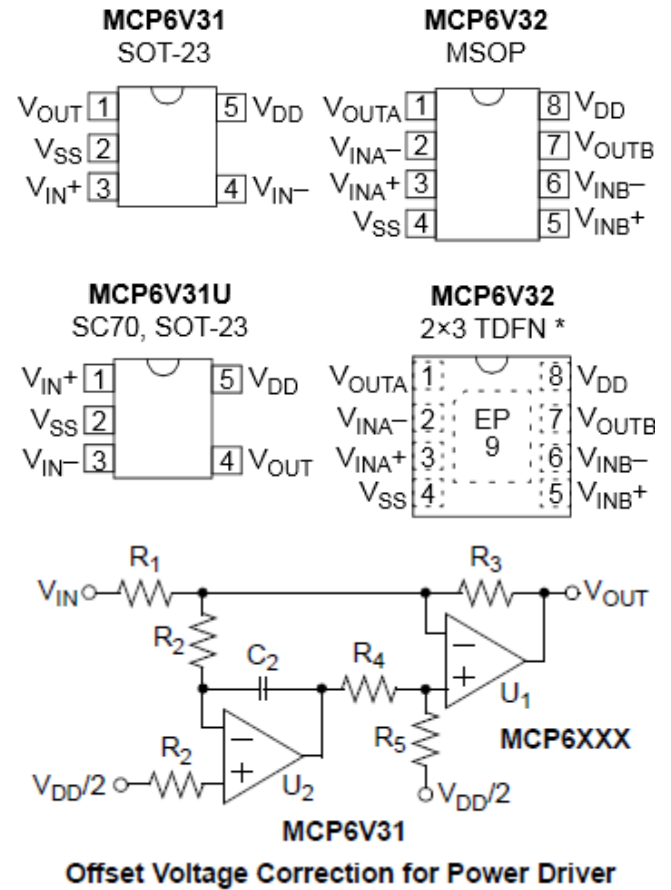 MCP6V31
SOT-23
VOUT 1 5 VDD
VSS 2
VIN+ 3 4 VIN–
MCP6V32
MSOP
VOUTA 1 8 VDD
VINA– 2 7 VOUTB
VINA+ 3 6 VINB–
VSS 4 5 VINB+
MCP6V31U
SC70, SOT-23
VIN+ 1 5 VDD
VSS 2
VIN– 3 4 VOUT
MCP6V32
2×3 TDFN *
VOUTA 1 8 VDD
VINA– 2 EP 7 VOUTB
VINA+ 3 9 6 VINB–
VSS 4 5 VINB+
R1 R3
VIN VOUT
R2 C2 R4 – + U1
R5 MCP6XXX
R2 – + U2
VDD/2 VDD/2
MCP6V31
Offset Voltage Correction for Power Driver